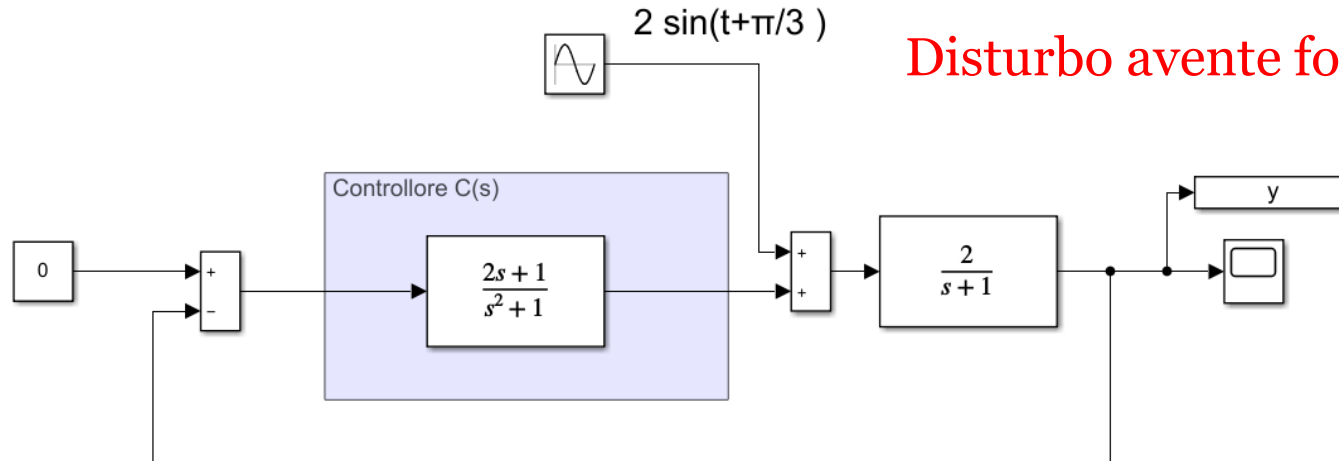 2 sin(t+π/3 )
Disturbo avente fo
Controllore C(s)
y
0
+
−
2s + 1
s² + 1
+
+
2
s + 1